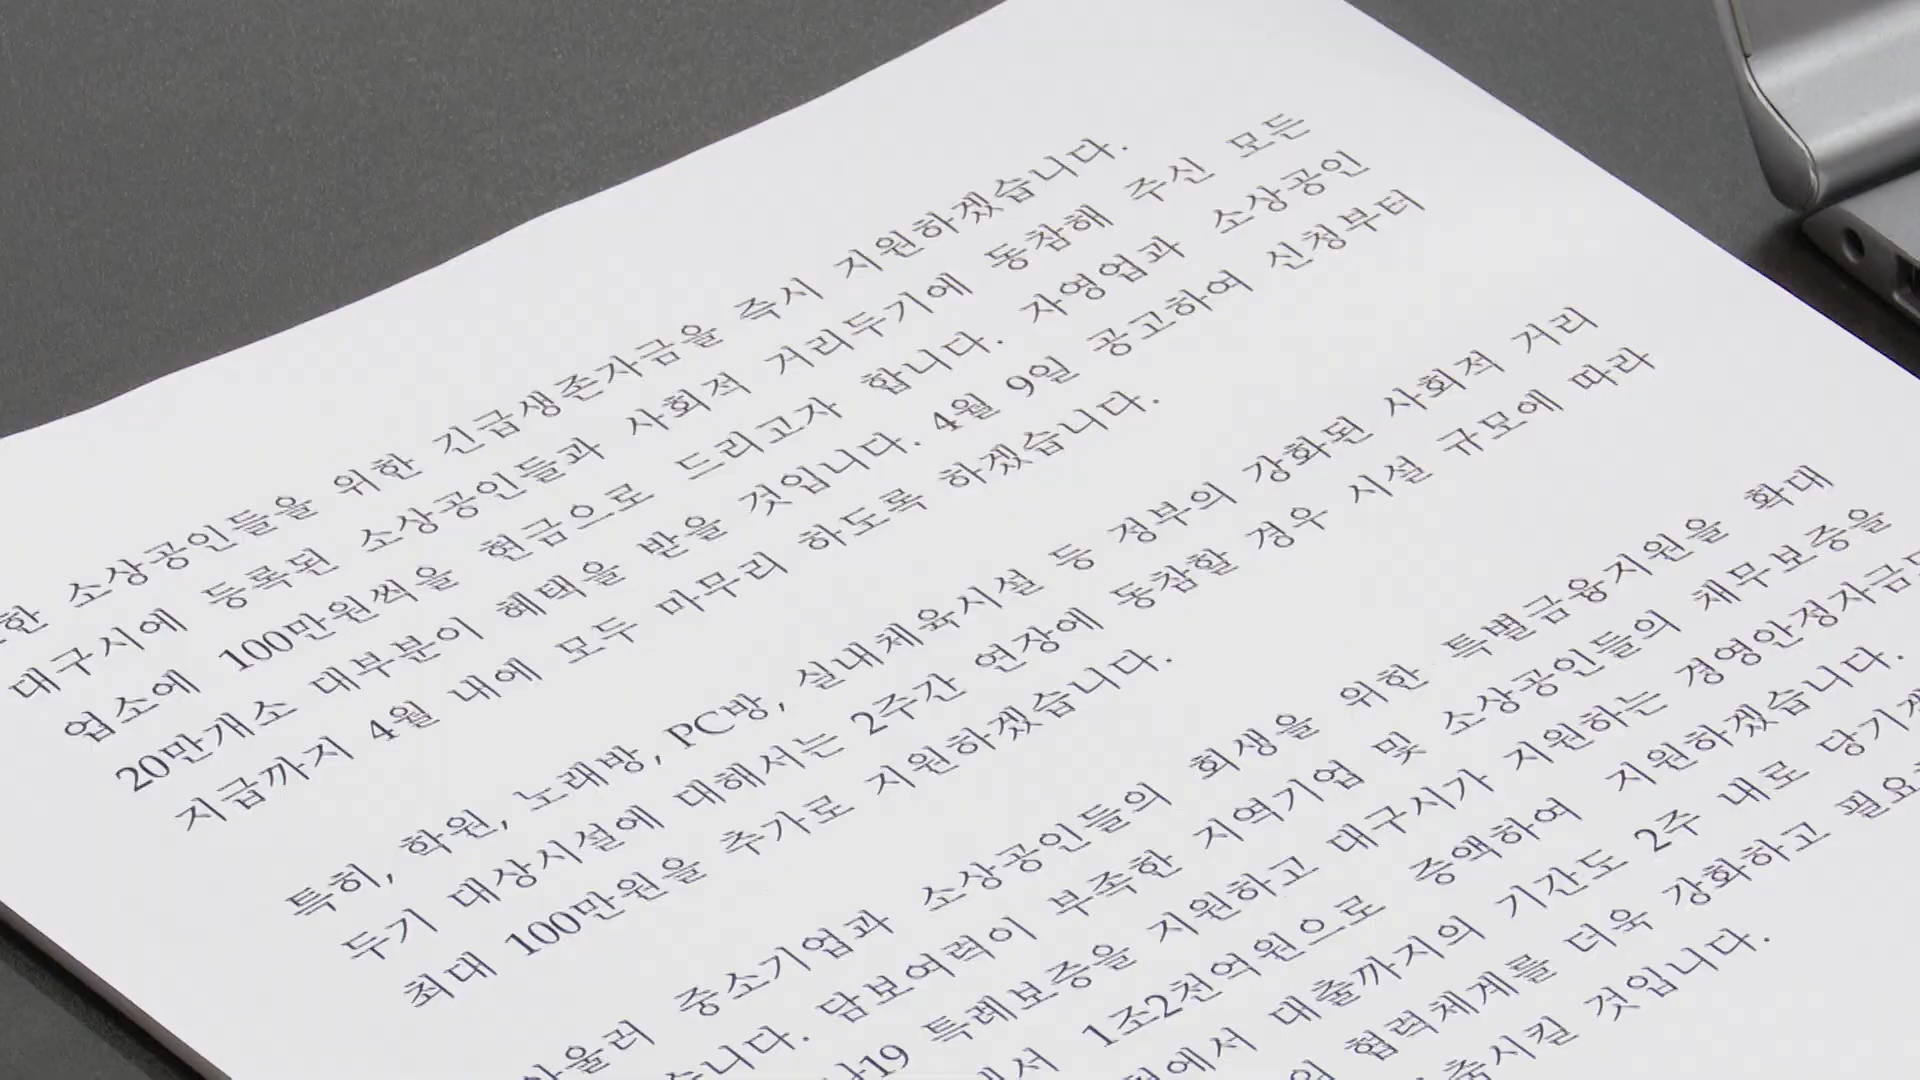 한 소상공인들을 위한 긴급생존자금을 즉시 지원하겠습니다.
대구시에 등록된 소상공인들과 사회적 거리두기에 동참해 주신 모든
업소에 100만원씩을 현금으로 드리고자 합니다. 자영업과 소상공인
20만개소 대부분이 혜택을 받을 것입니다. 4월 9일 공고하여 신청부터
지급까지 4월 내에 모두 마무리 하도록 하겠습니다.
특히, 학원, 노래방, PC방, 실내체육시설 등 정부의 강화된 사회적 거리
두기 대상시설에 대해서는 2주간 연장에 동참할 경우 시설 규모에 따라
최대 100만원을 추가로 지원하겠습니다.
아울러 중소기업과 소상공인들의 회생을 위한 특별금융지원을 확대
습니다. 담보여력이 부족한 지역기업 및 소상공인들의 채무보증을
19 특례보증을 지원하고 대구시가 지원하는 경영안정자금
에서 1조2천억원으로 증액하여 지원하겠습니다.
에서 대출까지의 기간도 2주 내로 당기
협력체계를 더욱 강화하고 필요
축시킬 것입니다.